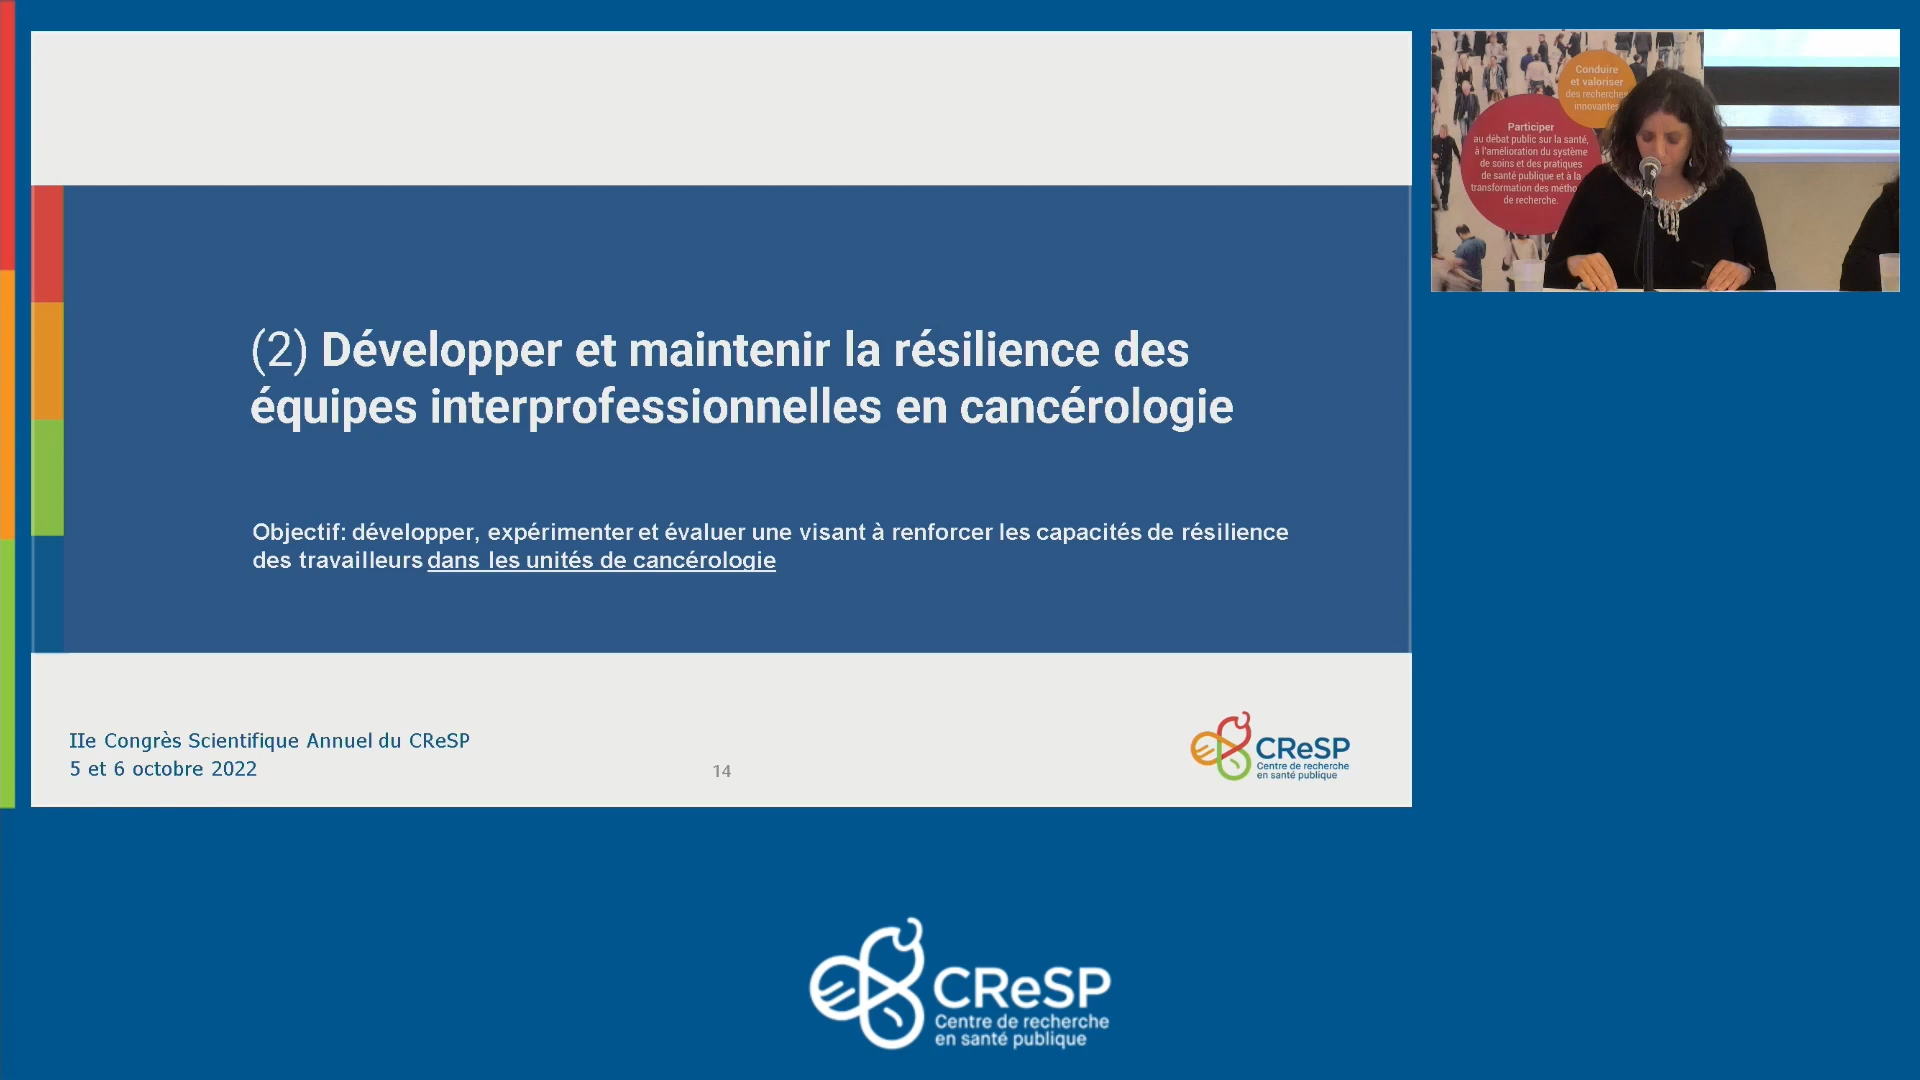 (2) Développer et maintenir la résilience des
équipes interprofessionnelles en cancérologie
Objectif: développer, expérimenter et évaluer une visant à renforcer les capacités de résilience
des travailleurs dans les unités de cancérologie
IIe Congrès Scientifique Annuel du CReSP
5 et 6 octobre 2022
14
CReSP
Centre de recherche
en santé publique
Conduire
et valoriser
des recherches
innovantes
Participer
au débat public sur la santé,
à l'amélioration du système
de soins et des pratiques
de santé publique et à la
transformation des métho
de recherche.
CReSP
Centre de recherche
en santé publique